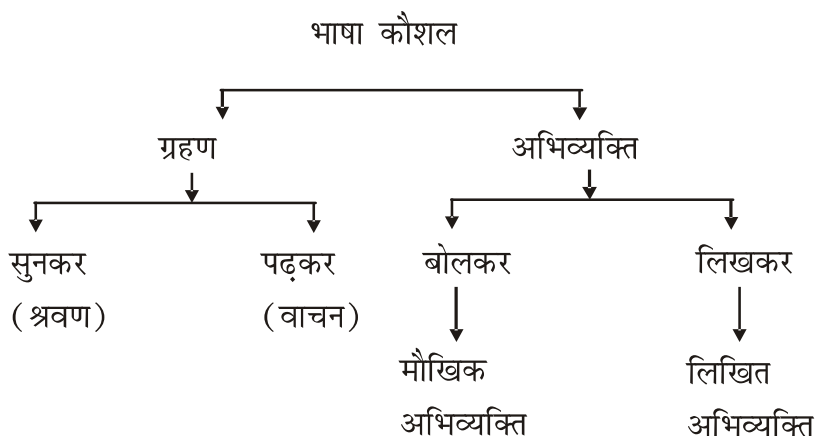 भाषा कौशल
ग्रहण अभिव्यक्ति
सुनकर पढ़कर बोलकर लिखकर
(श्रवण) (वाचन)
मौखिक लिखित
अभिव्यक्ति अभिव्यक्ति